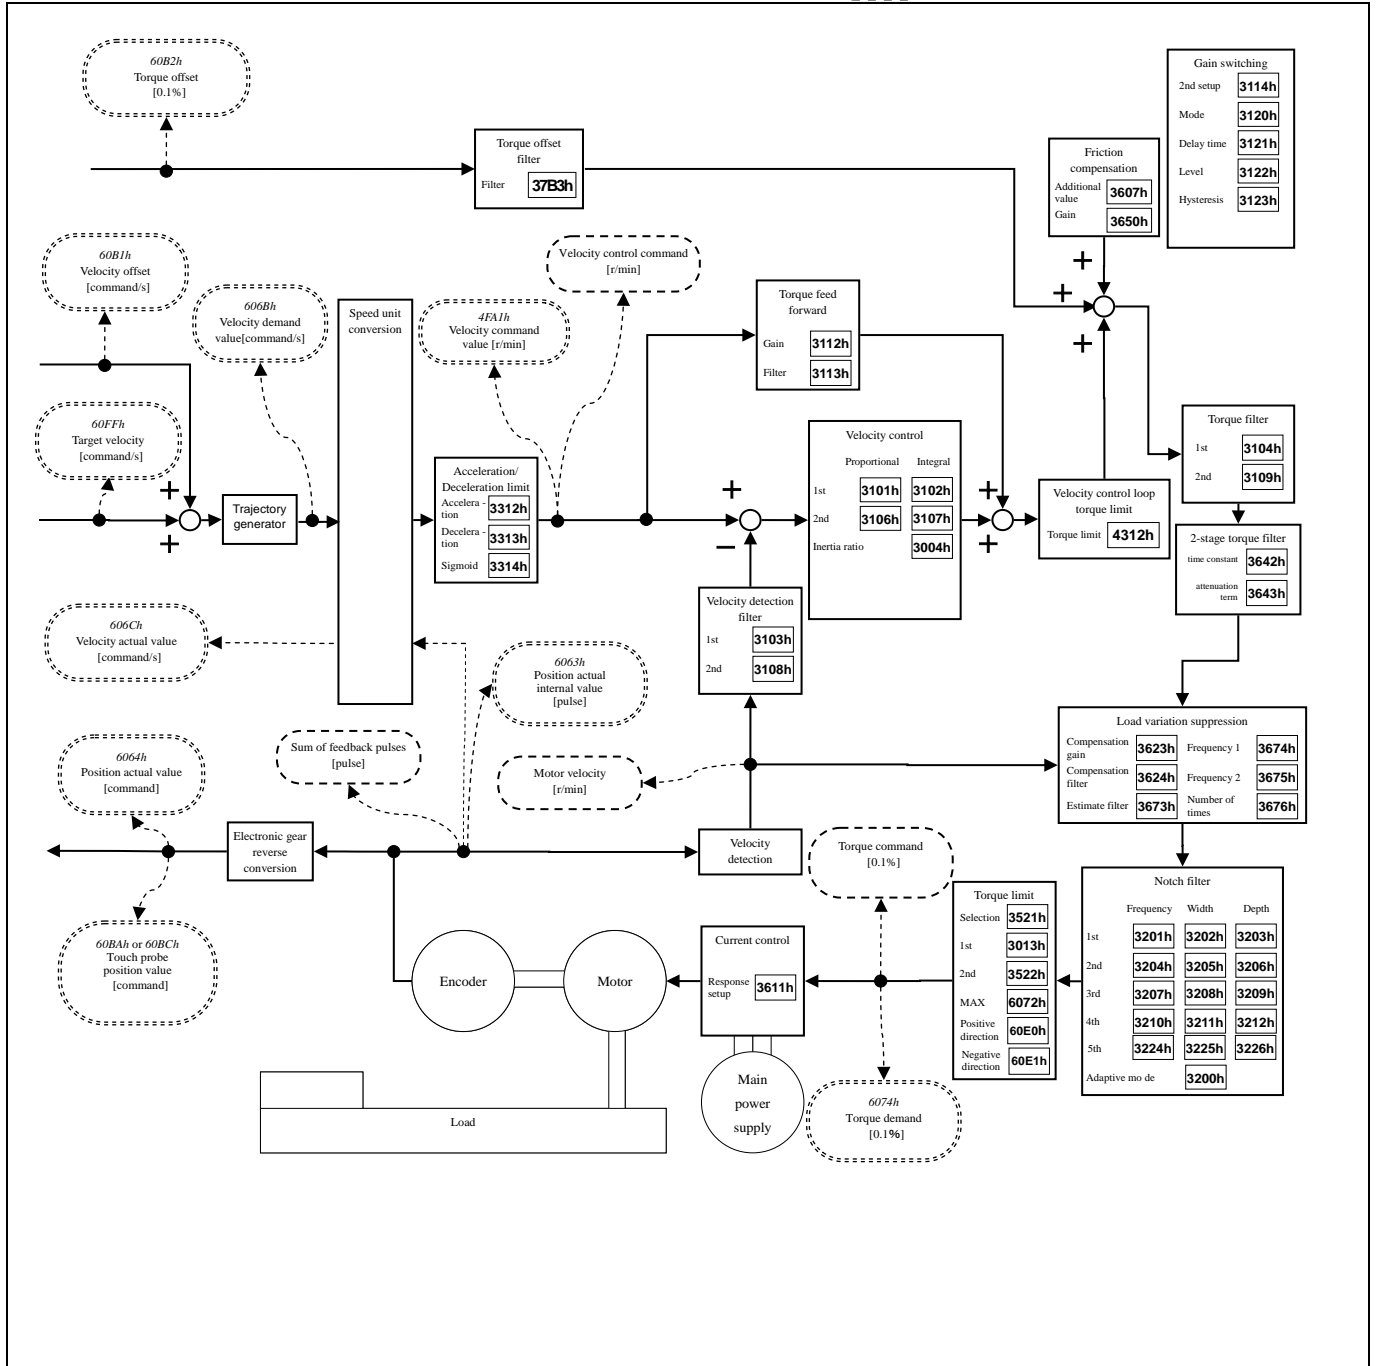 60B2h
Torque offset
[0.1%]
Torque offset
filter
Filter 37B3h
Friction
compensation
Additional
value 3607h
Gain 3650h
Gain switching
2nd setup 3114h
Mode 3120h
Delay time 3121h
Level 3122h
Hysteresis 3123h
60B1h
Velocity offset
[command/s]
606Bh
Velocity demand
value[command/s]
Speed unit
conversion
4FA1h
Velocity command
value [r/min]
Velocity control command
[r/min]
Torque feed
forward
Gain 3112h
Filter 3113h
+
+
+
60FFh
Target velocity
[command/s]
+
+
Trajectory
generator
Acceleration/
Deceleration limit
Accelera -
tion 3312h
Decelera -
tion 3313h
Sigmoid 3314h
+
−
Velocity control
Proportional Integral
1st 3101h 3102h
2nd 3106h 3107h
Inertia ratio 3004h
+
+
Velocity control loop
torque limit
Torque limit 4312h
Torque filter
1st 3104h
2nd 3109h
2-stage torque filter
time constant 3642h
attenuation
term 3643h
606Ch
Velocity actual value
[command/s]
6063h
Position actual
internal value
[pulse]
Velocity detection
filter
1st 3103h
2nd 3108h
6064h
Position actual value
[command]
Sum of feedback pulses
[pulse]
Motor velocity
[r/min]
Load variation suppression
Compensation
gain 3623h Frequency 1 3674h
Compensation
filter 3624h Frequency 2 3675h
Estimate filter 3673h Number of
times 3676h
Electronic gear
reverse
conversion
Velocity
detection
Torque command
[0.1%]
60BAh or 60BCh
Touch probe
position value
[command]
Encoder
Motor
Current control
Response
setup 3611h
Torque limit
Selection 3521h
1st 3013h
2nd 3522h
MAX 6072h
Positive
direction 60E0h
Negative
direction 60E1h
Notch filter
Frequency Width Depth
1st 3201h 3202h 3203h
2nd 3204h 3205h 3206h
3rd 3207h 3208h 3209h
4th 3210h 3211h 3212h
5th 3224h 3225h 3226h
Adaptive mo de 3200h
Main
power
supply
6074h
Torque demand
[0.1%]
Load